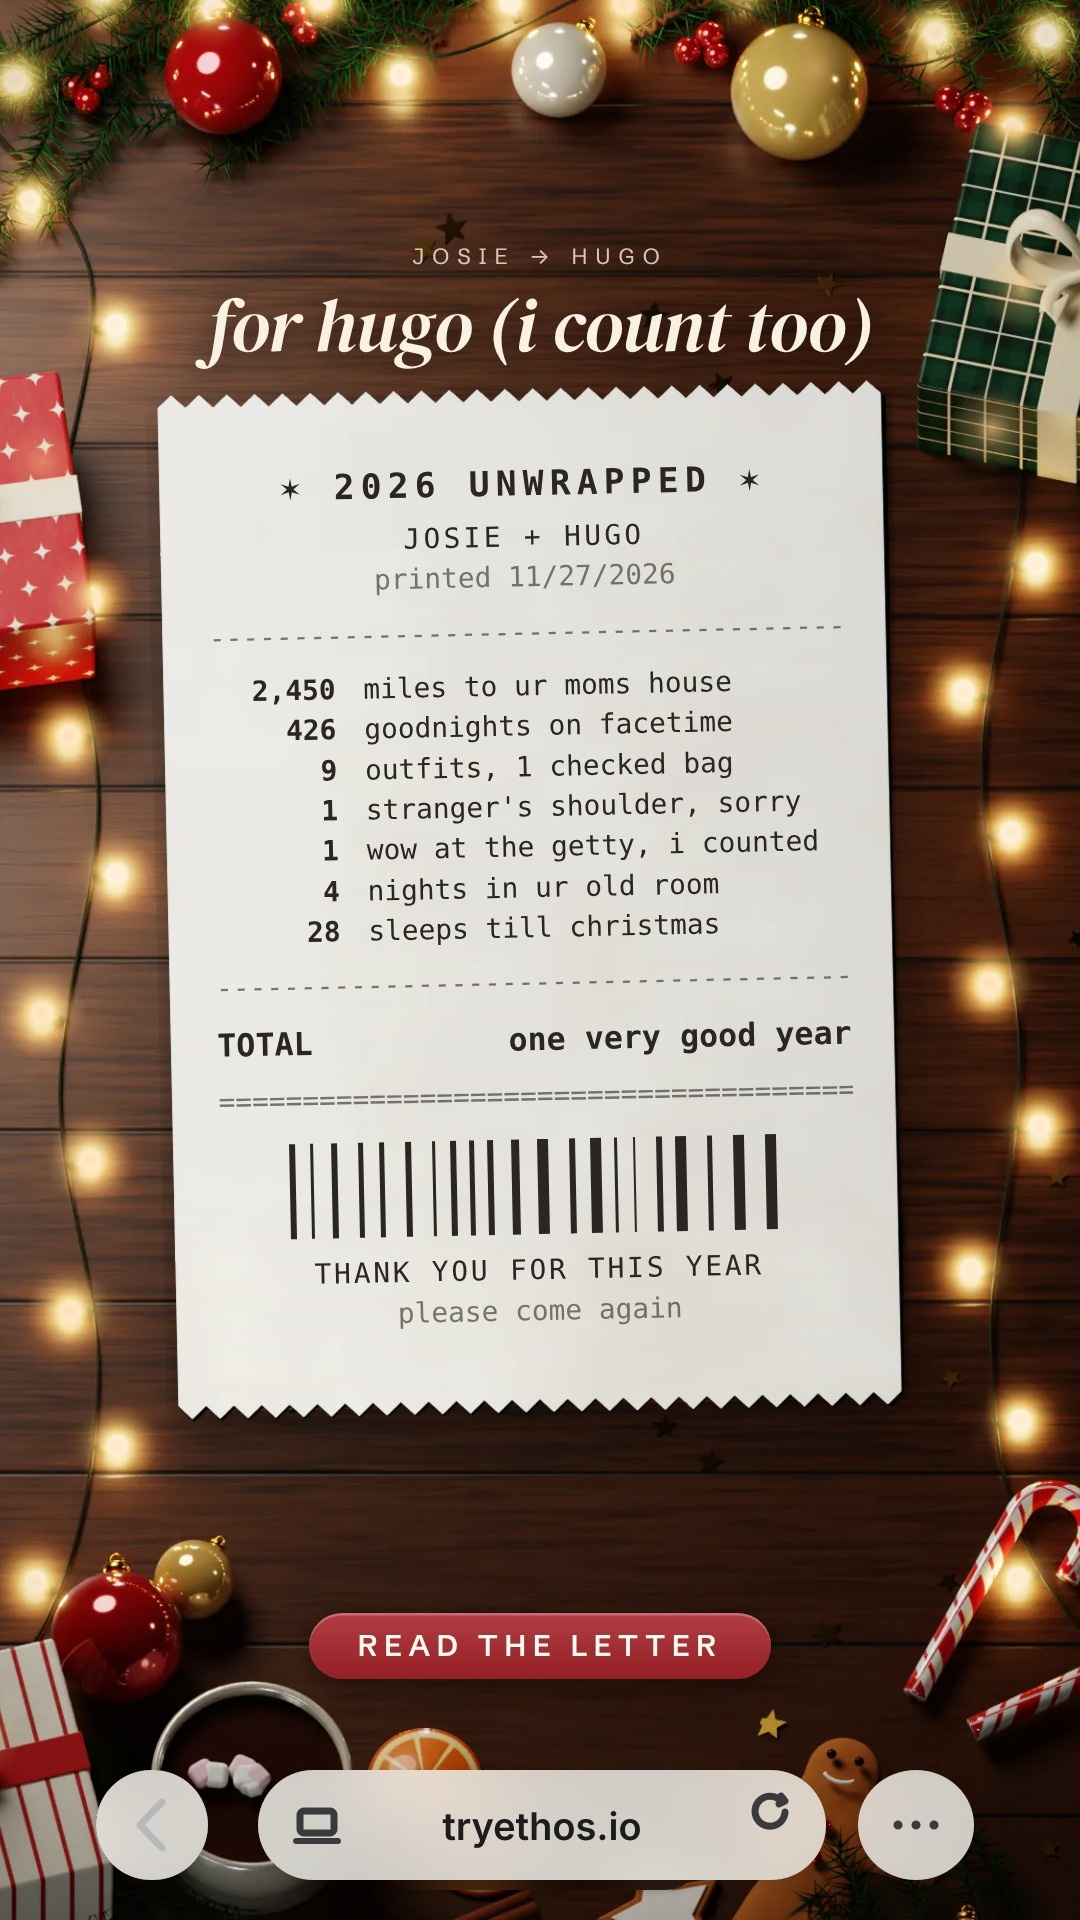 JOSIE → HUGO
for hugo (i count too)
✶ 2026 UNWRAPPED ✶
JOSIE + HUGO
printed 11/27/2026
2,450 miles to ur moms house
426 goodnights on facetime
9 outfits, 1 checked bag
1 stranger's shoulder, sorry
1 wow at the getty, i counted
4 nights in ur old room
28 sleeps till christmas
TOTAL one very good year
THANK YOU FOR THIS YEAR
please come again
READ THE LETTER
tryethos.io